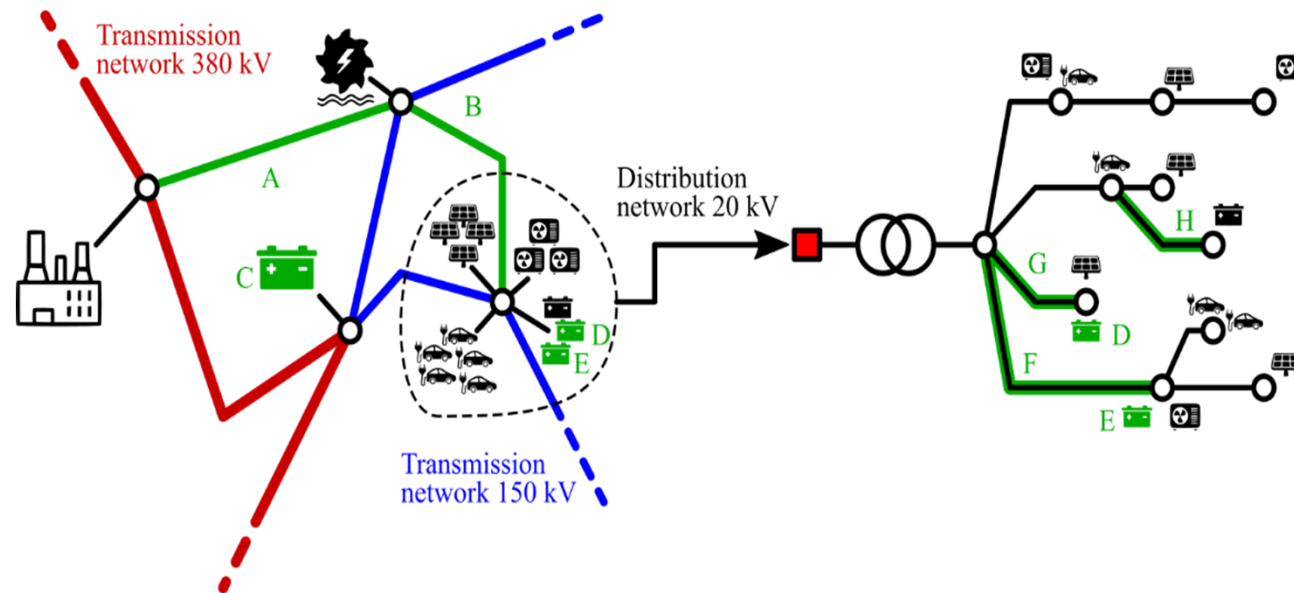 Transmission
network 380 kV
B
A
Distribution
network 20 kV
C
D
E
Transmission
network 150 kV
H
G
D
F
E